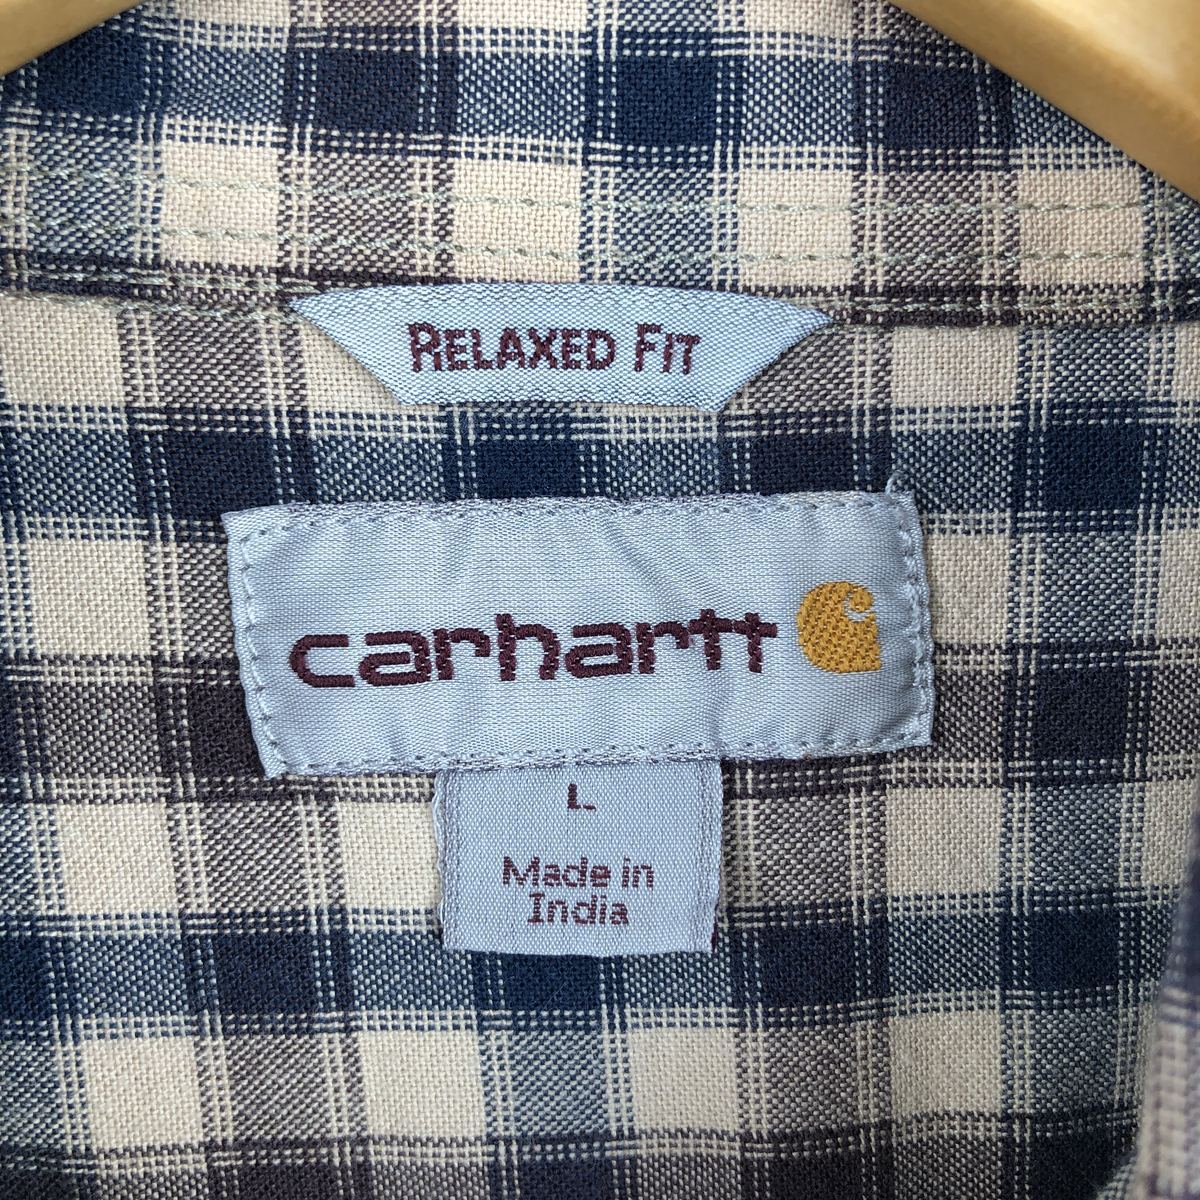 RELAXED FIT
carhartt
L
Made in
India